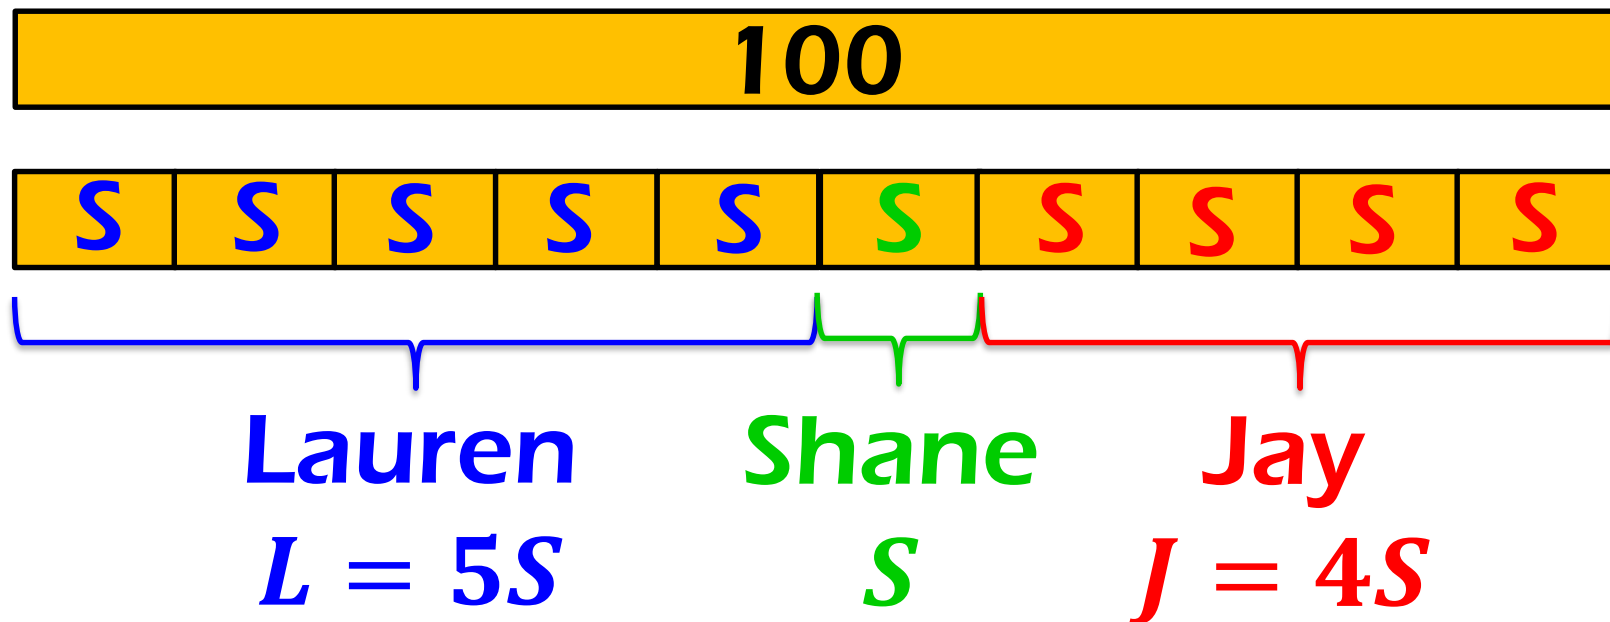 100
S S S S S S S S S S
Lauren Shane Jay
L = 5S S J = 4S